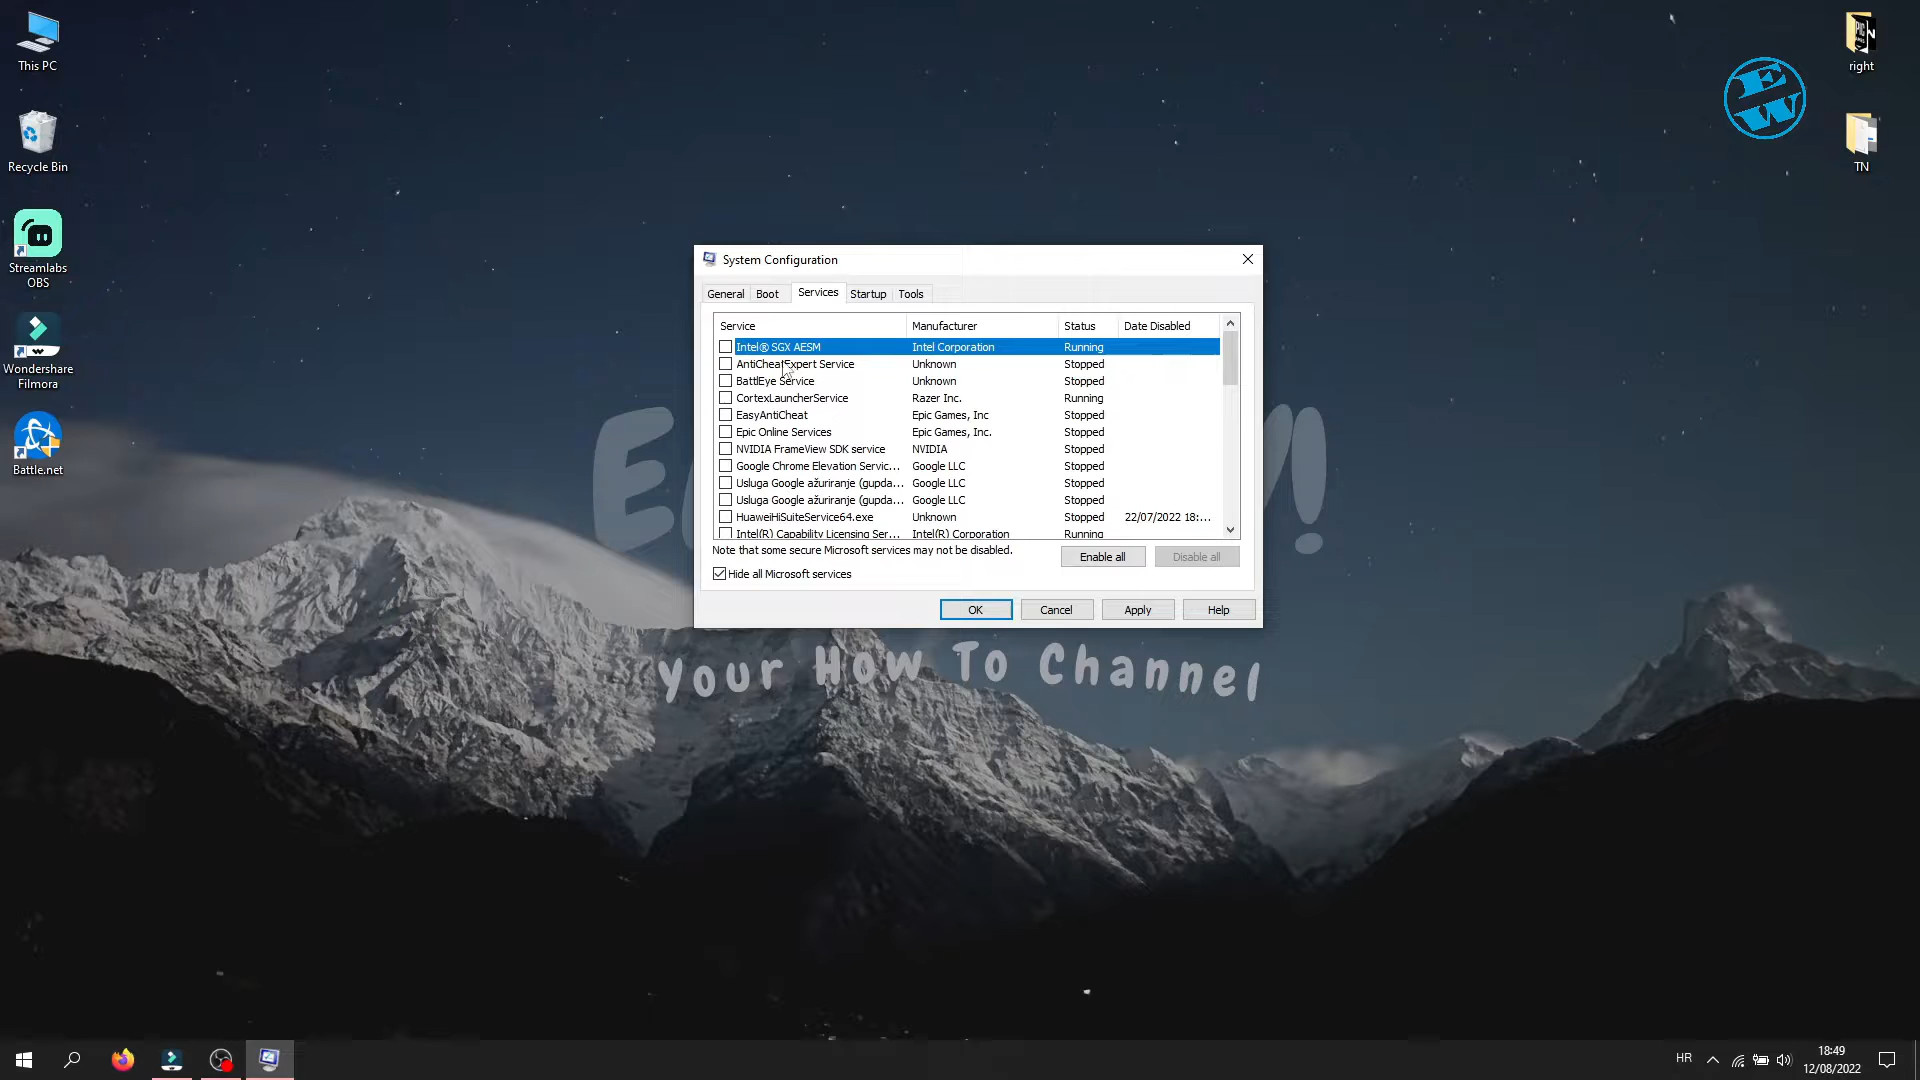 This PC
Recycle Bin
Streamlabs
OBS
Wondershare
Filmora
Battle.net
right
TN
EW
System Configuration
General Boot Services Startup Tools
Service Manufacturer Status Date Disabled
Intel® SGX AESM Intel Corporation Running
AntiCheatExpert Service Unknown Stopped
BattlEye Service Unknown Stopped
CortexLauncherService Razer Inc. Running
EasyAntiCheat Epic Games, Inc Stopped
Epic Online Services Epic Games, Inc. Stopped
NVIDIA FrameView SDK service NVIDIA Stopped
Google Chrome Elevation Servic... Google LLC Stopped
Usluga Google ažuriranje (gupda... Google LLC Stopped
Usluga Google ažuriranje (gupda... Google LLC Stopped
HuaweiHiSuiteService64.exe Unknown Stopped 22/07/2022 18:...
Intel(R) Capability Licensing Ser... Intel(R) Corporation Running
Note that some secure Microsoft services may not be disabled.
Enable all Disable all
Hide all Microsoft services
OK Cancel Apply Help
Your How To Channel
HR
18:49
12/08/2022